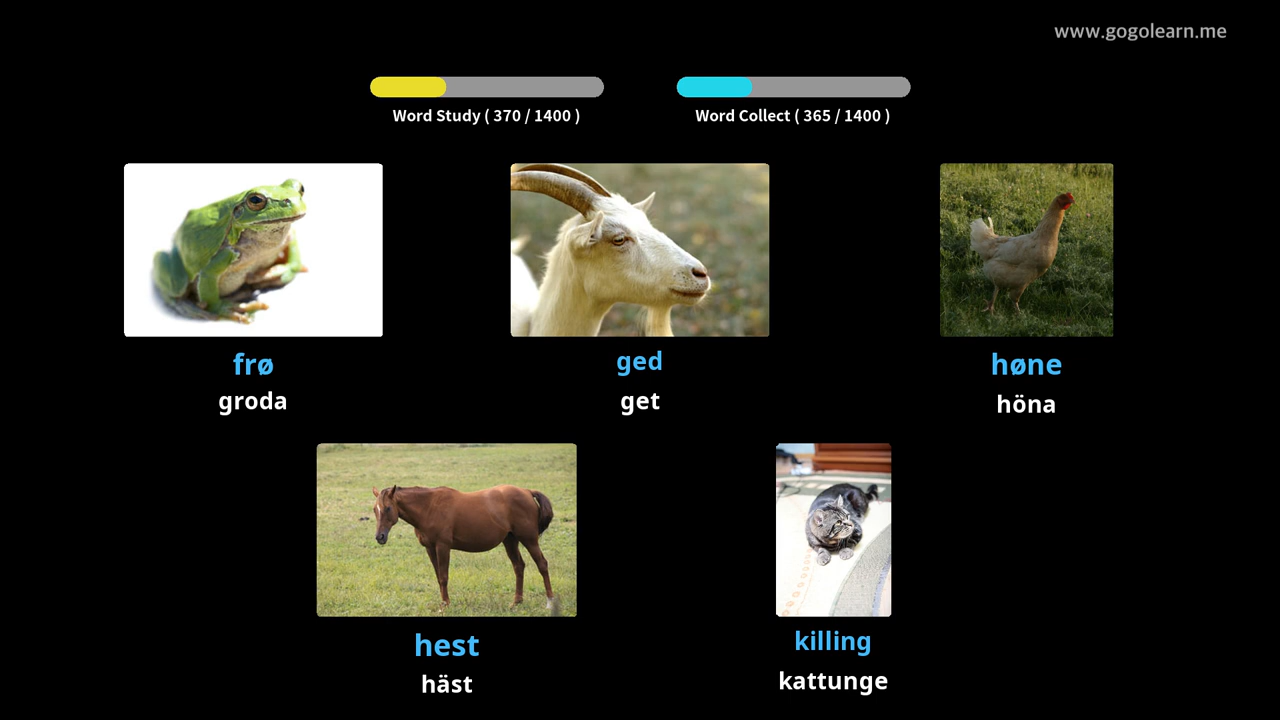 www.gogolearn.me
Word Study ( 370 / 1400 )
Word Collect ( 365 / 1400 )
frø
groda
ged
get
høne
höna
hest
häst
killing
kattunge